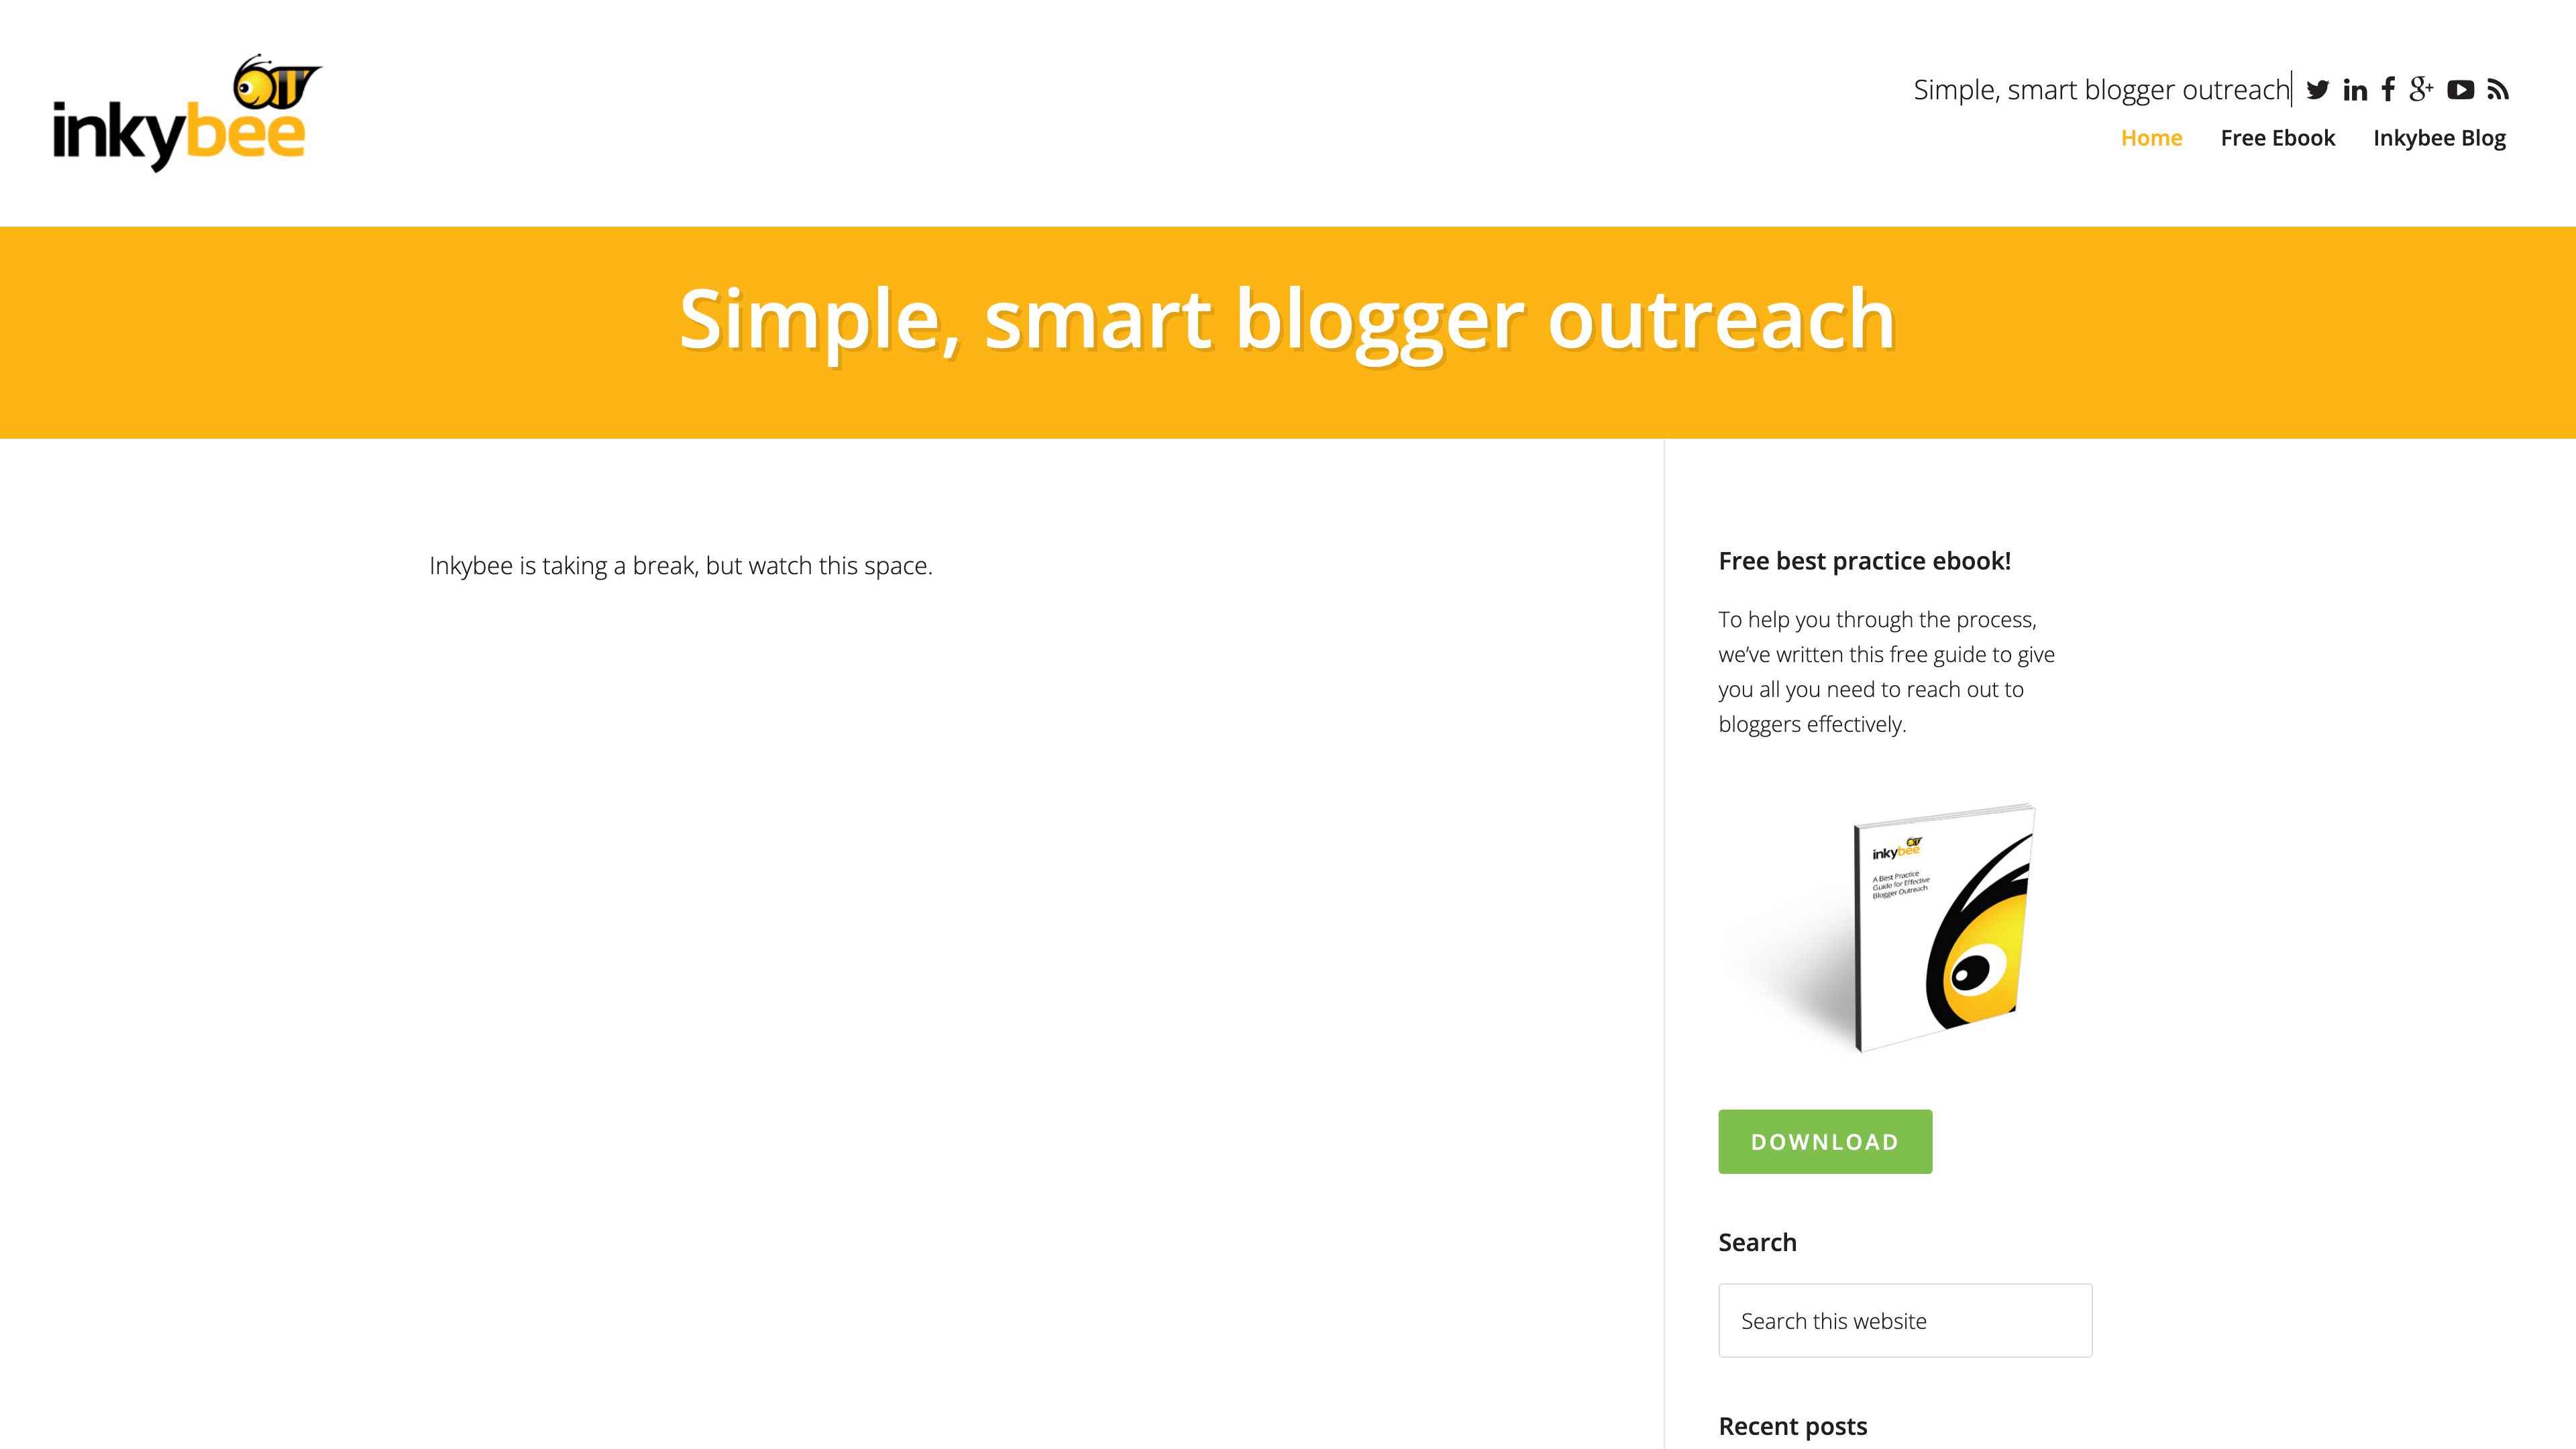 inkybee
Simple, smart blogger outreach
Home Free Ebook Inkybee Blog
Simple, smart blogger outreach
Inkybee is taking a break, but watch this space.
Free best practice ebook!
To help you through the process,
we’ve written this free guide to give
you all you need to reach out to
bloggers effectively.
inkybee
A Best Practice
Guide for Effective
Blogger Outreach
DOWNLOAD
Search
Search this website
Recent posts